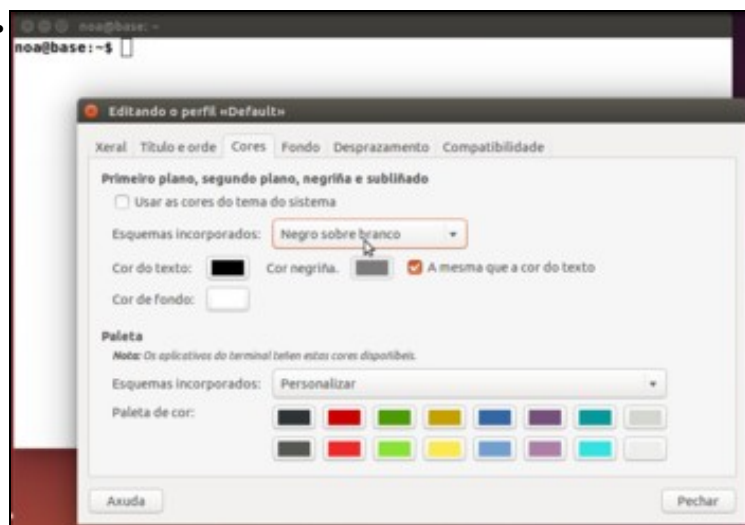 noa@base: ~
noa@base:~$
Editando o perfil «Default»
Xeral Título e orde Cores Fondo Desprazamento Compatibilidade
Primeiro plano, segundo plano, negriña e subliñado
Usar as cores do tema do sistema
Esquemas incorporados: Negro sobre branco
Cor do texto: Cor negriña. A mesma que a cor do texto
Cor de fondo:
Paleta
Nota: Os aplicativos do terminal teñen estas cores dispoñibeis.
Esquemas incorporados: Personalizar
Paleta de cor:
Axuda Pechar